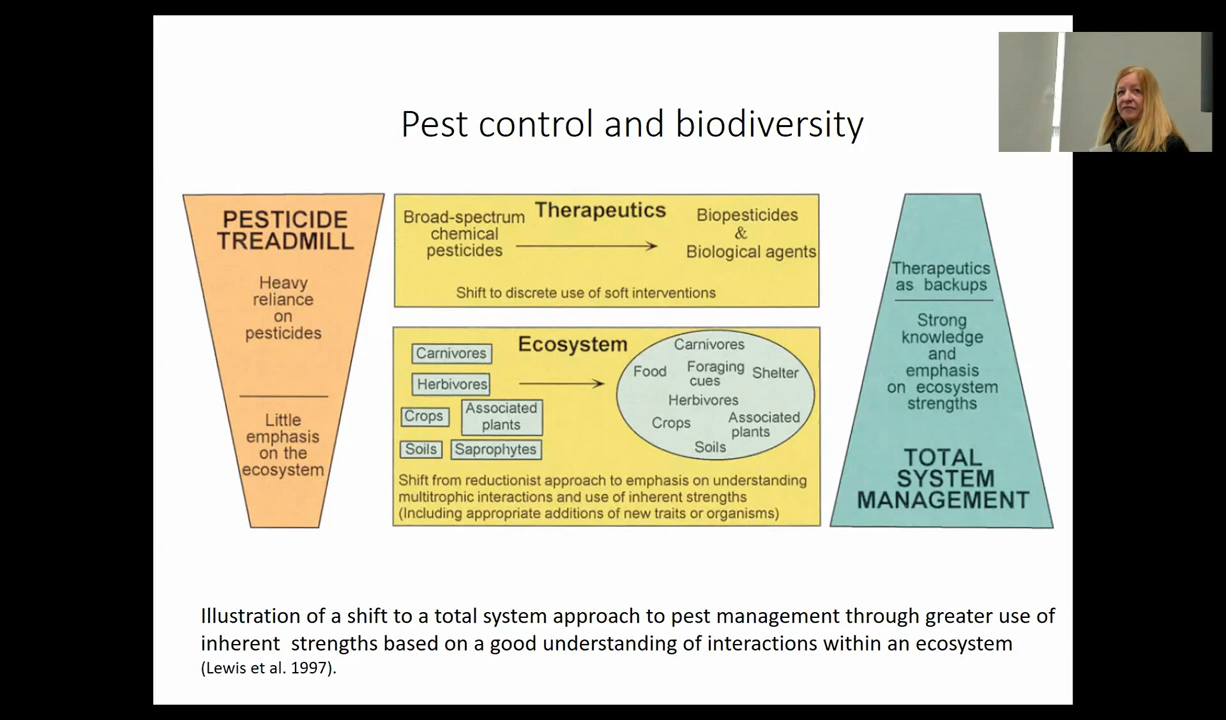 Pest control and biodiversity
PESTICIDE
TREADMILL
Heavy
reliance
on
pesticides
Little
emphasis
on the
ecosystem
Therapeutics
Broad-spectrum
chemical
pesticides
Biopesticides
&
Biological agents
Shift to discrete use of soft interventions
Ecosystem
Carnivores
Herbivores
Crops
Associated
plants
Soils
Saprophytes
Carnivores
Food
Foraging
cues
Shelter
Herbivores
Crops
Associated
plants
Soils
Shift from reductionist approach to emphasis on understanding
multitrophic interactions and use of inherent strengths
(Including appropriate additions of new traits or organisms)
Therapeutics
as backups
Strong
knowledge
and
emphasis
on ecosystem
strengths
TOTAL
SYSTEM
MANAGEMENT
Illustration of a shift to a total system approach to pest management through greater use of
inherent strengths based on a good understanding of interactions within an ecosystem
(Lewis et al. 1997).